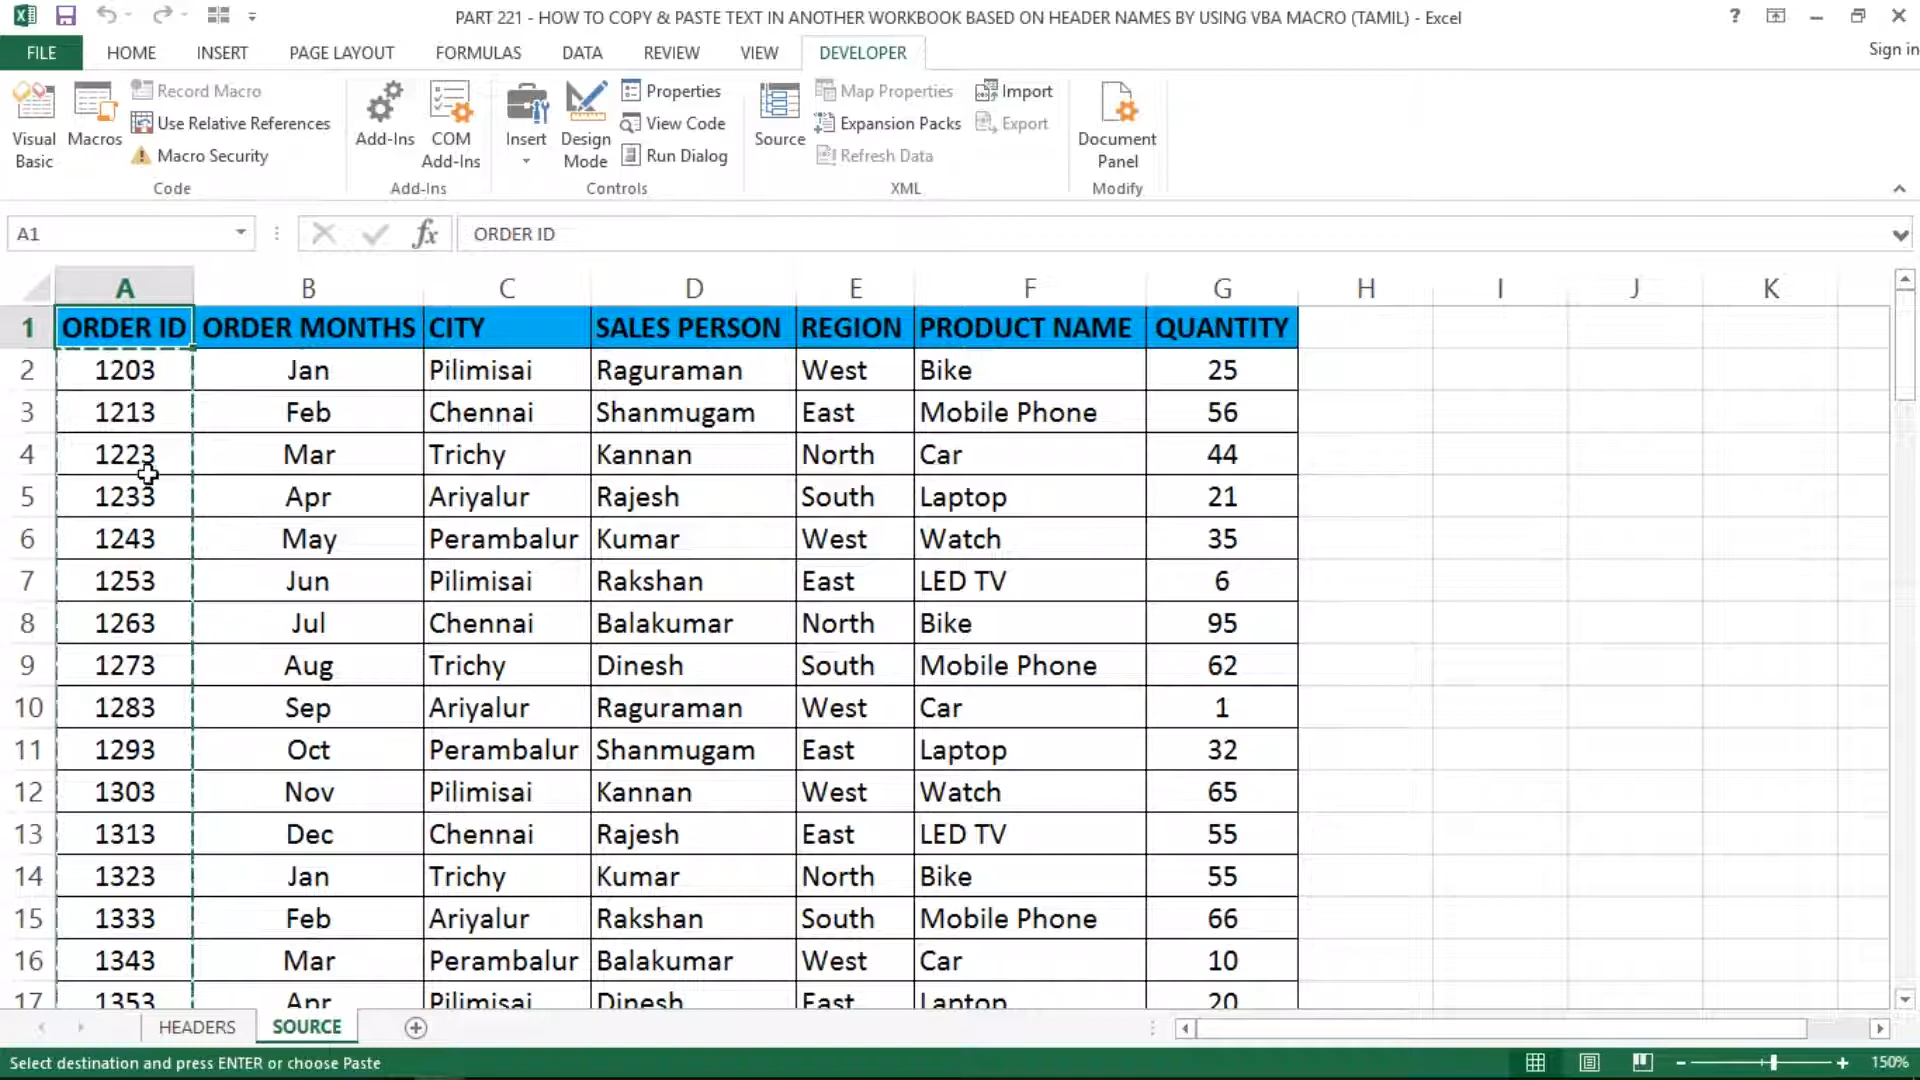 PART 221 - HOW TO COPY & PASTE TEXT IN ANOTHER WORKBOOK BASED ON HEADER NAMES BY USING VBA MACRO (TAMIL) - Excel ?
FILE HOME INSERT PAGE LAYOUT FORMULAS DATA REVIEW VIEW DEVELOPER Sign in
Visual Basic
Macros
Record Macro
Use Relative References
Macro Security
Code
Add-Ins
COM Add-Ins
Add-Ins
Insert
Design Mode
Properties
View Code
Run Dialog
Controls
Source
Map Properties
Expansion Packs
Refresh Data
Import
Export
XML
Document Panel
Modify
A1 fx ORDER ID
A B C D E F G H I J K
1 ORDER ID ORDER MONTHS CITY SALES PERSON REGION PRODUCT NAME QUANTITY
2 1203 Jan Pilimisai Raguraman West Bike 25
3 1213 Feb Chennai Shanmugam East Mobile Phone 56
4 1223 Mar Trichy Kannan North Car 44
5 1233 Apr Ariyalur Rajesh South Laptop 21
6 1243 May Perambalur Kumar West Watch 35
7 1253 Jun Pilimisai Rakshan East LED TV 6
8 1263 Jul Chennai Balakumar North Bike 95
9 1273 Aug Trichy Dinesh South Mobile Phone 62
10 1283 Sep Ariyalur Raguraman West Car 1
11 1293 Oct Perambalur Shanmugam East Laptop 32
12 1303 Nov Pilimisai Kannan West Watch 65
13 1313 Dec Chennai Rajesh East LED TV 55
14 1323 Jan Trichy Kumar North Bike 55
15 1333 Feb Ariyalur Rakshan South Mobile Phone 66
16 1343 Mar Perambalur Balakumar West Car 10
17 1353 Apr Pilimisai Dinesh East Laptop 20
HEADERS SOURCE
Select destination and press ENTER or choose Paste 150%